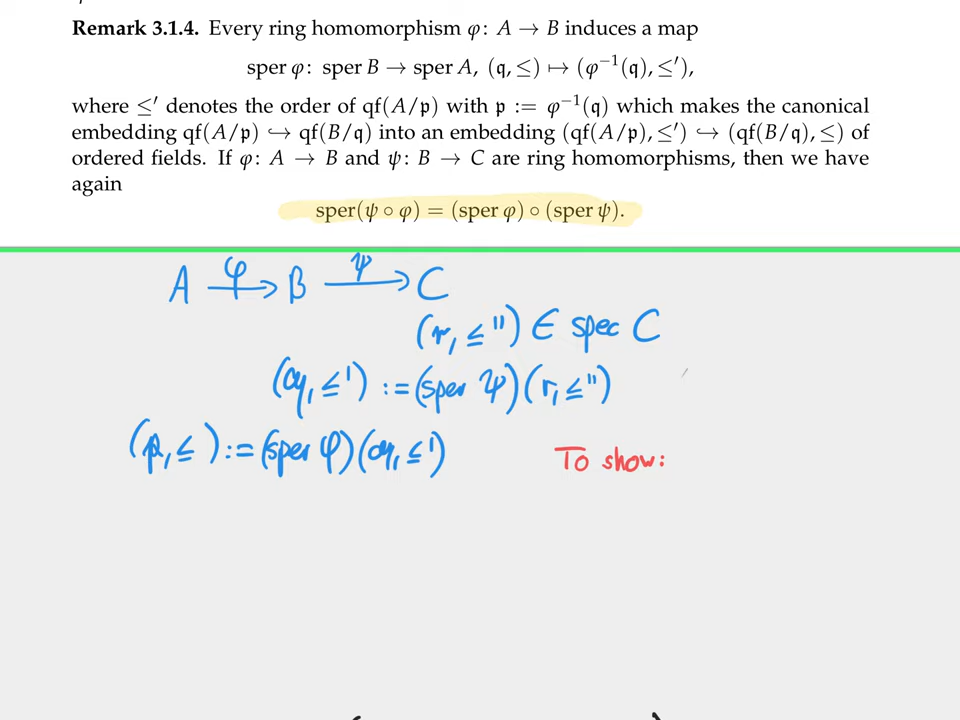 Remark 3.1.4. Every ring homomorphism φ: A → B induces a map
sper φ: sper B → sper A, (𝔮, ≤) ↦ (φ⁻¹(𝔮), ≤′),
where ≤′ denotes the order of qf(A/𝔭) with 𝔭 := φ⁻¹(𝔮) which makes the canonical
embedding qf(A/𝔭) ↪ qf(B/𝔮) into an embedding (qf(A/𝔭), ≤′) ↪ (qf(B/𝔮), ≤) of
ordered fields. If φ: A → B and ψ: B → C are ring homomorphisms, then we have
again
sper(ψ ∘ φ) = (sper φ) ∘ (sper ψ).
A →^φ B →^ψ C
(𝔯, ≤″) ∈ spec C
(𝔮, ≤′) := (sper ψ)(𝔯, ≤″)
(𝔭, ≤) := (sper φ)(𝔮, ≤′)
To show: